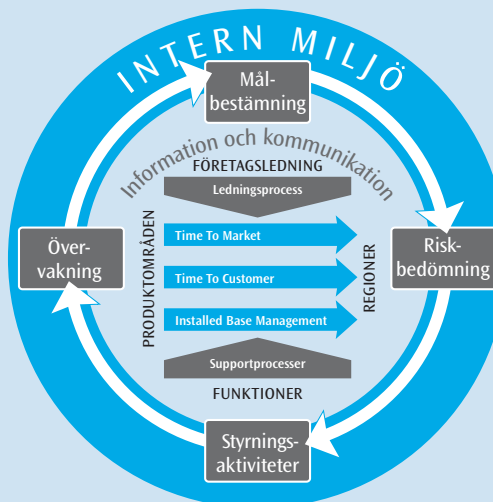 INTERN MILJÖ
Mål-
bestämning
Information och kommunikation
FÖRETAGSLEDNING
Ledningsprocess
PRODUKTOMRÅDEN
Time To Market
Time To Customer
Installed Base Management
REGIONER
Över-
vakning
Risk-
bedömning
Supportprocesser
FUNKTIONER
Styrnings-
aktiviteter